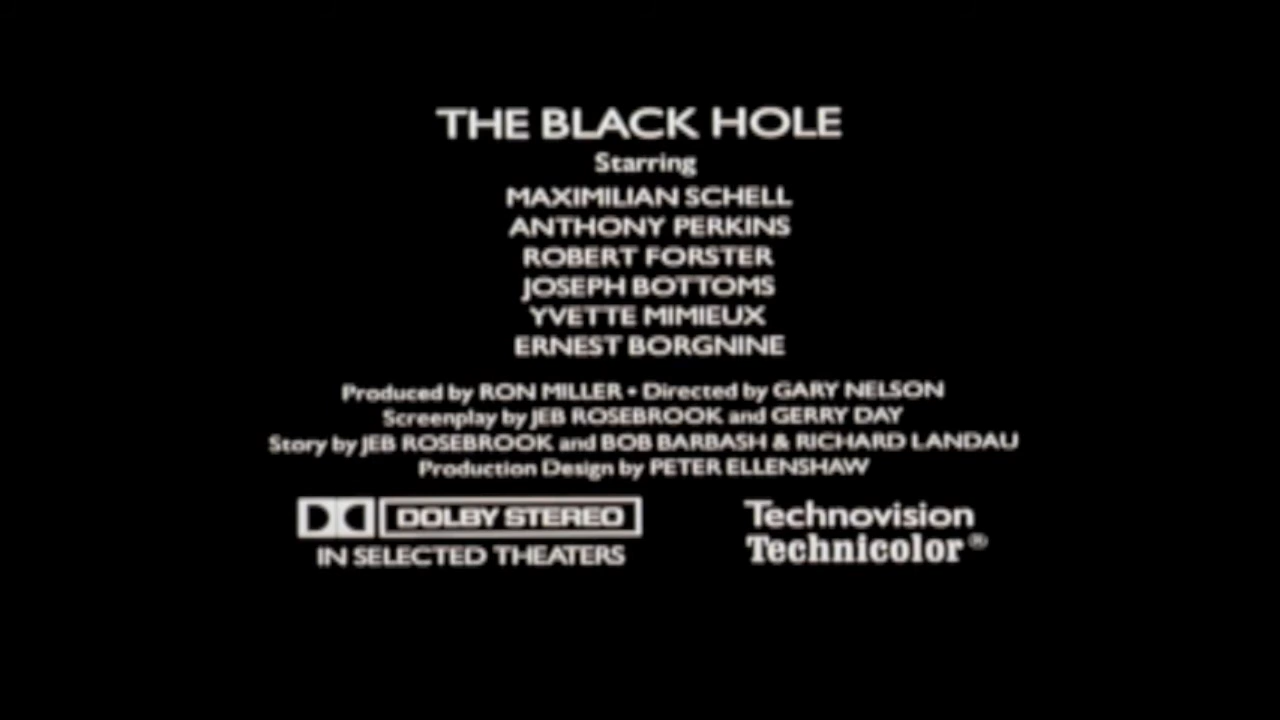 THE BLACK HOLE
Starring
MAXIMILIAN SCHELL
ANTHONY PERKINS
ROBERT FORSTER
JOSEPH BOTTOMS
YVETTE MIMIEUX
ERNEST BORGNINE
Produced by RON MILLER • Directed by GARY NELSON
Screenplay by JEB ROSEBROOK and GERRY DAY
Story by JEB ROSEBROOK and BOB BARBASH & RICHARD LANDAU
Production Design by PETER ELLENSHAW
DOLBY STEREO
IN SELECTED THEATERS
Technovision
Technicolor®